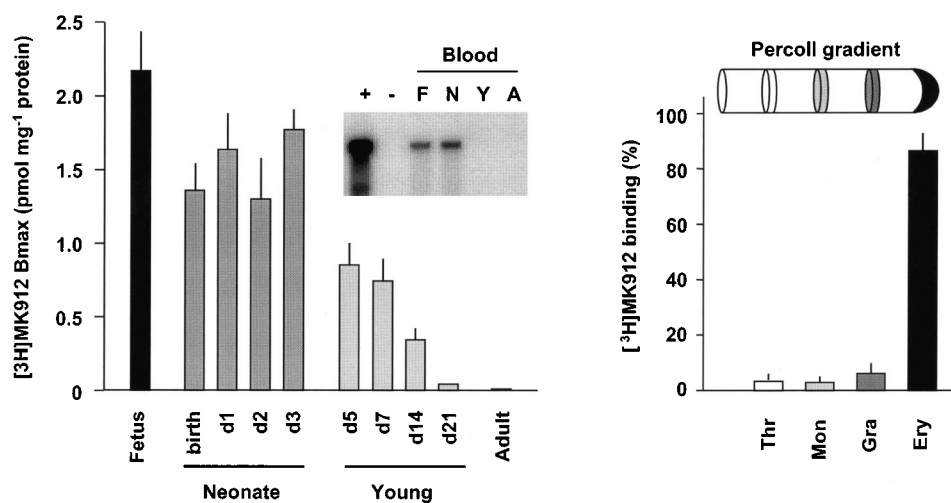 [3H]MK912 Bmax (pmol mg-1 protein)
2.5
2.0
1.5
1.0
0.5
0
Blood
+ - F N Y A
Fetus
birth
d1
d2
d3
d5
d7
d14
d21
Adult
Neonate
Young
Percoll gradient
[3H]MK912 binding (%)
100
80
60
40
20
0
Thr
Mon
Gra
Ery